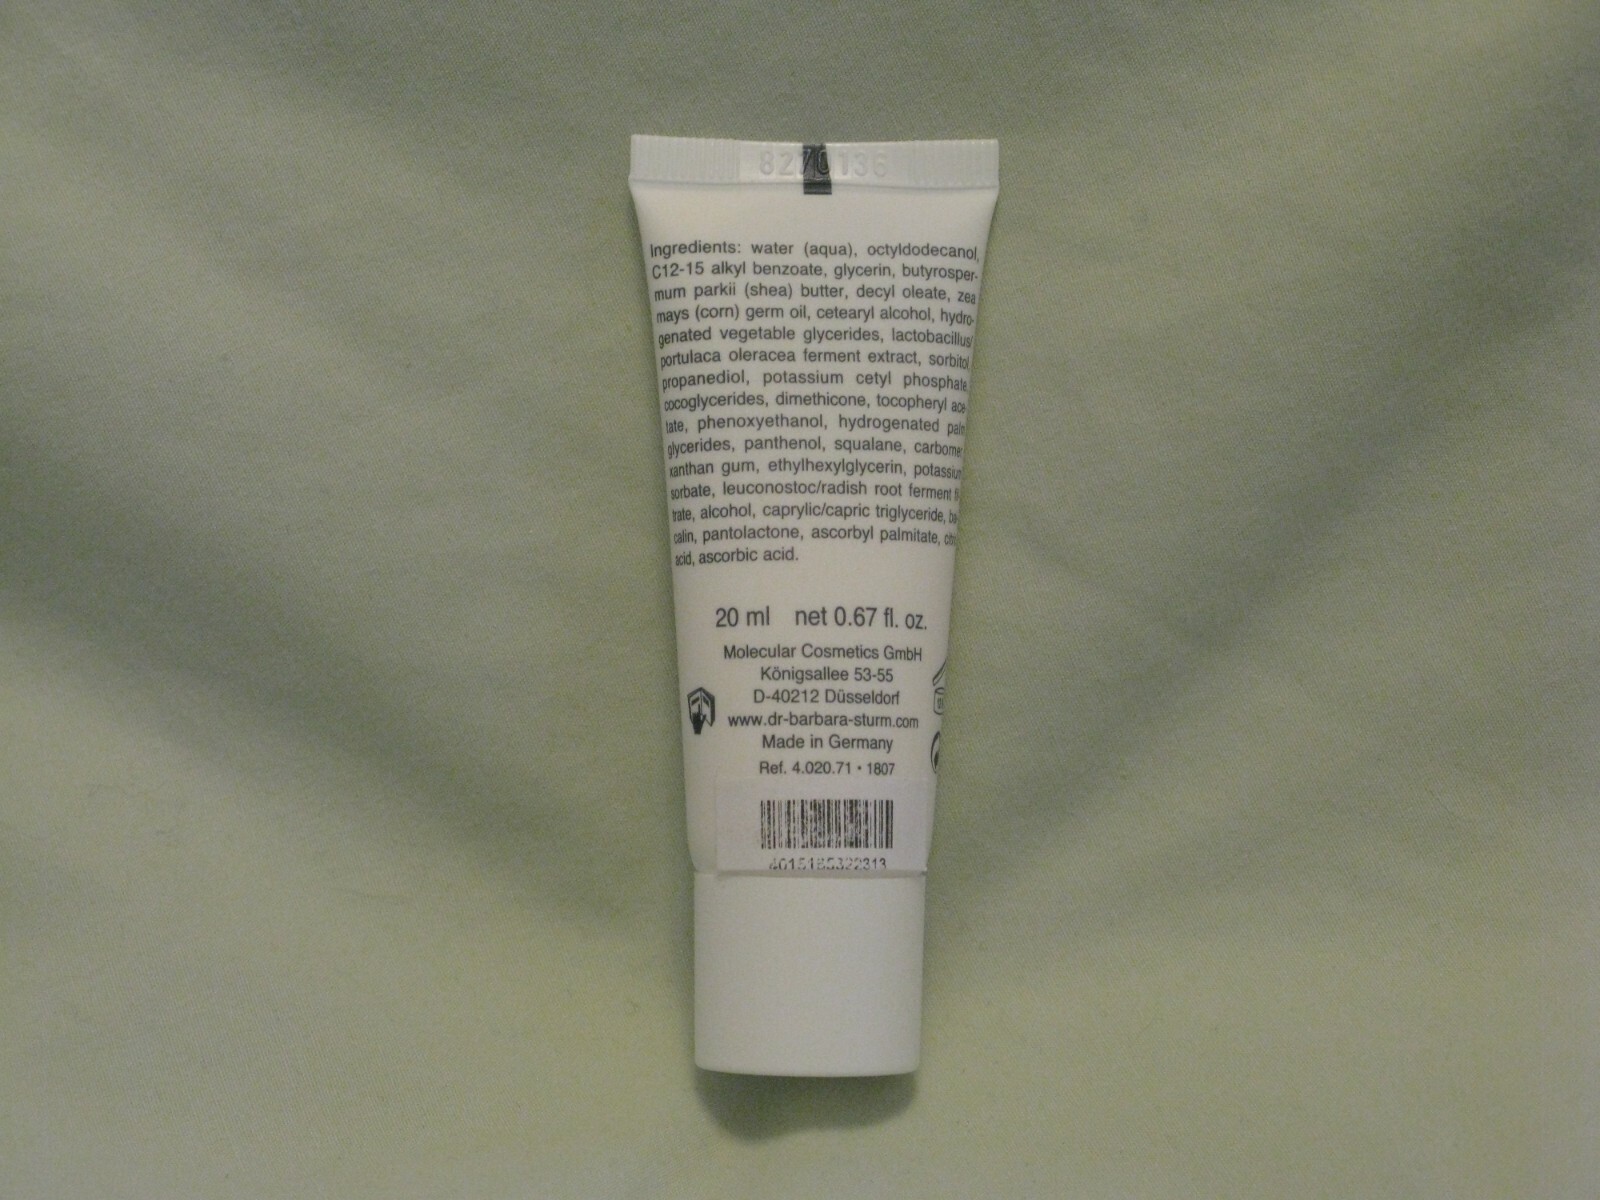 8270136
Ingredients: water (aqua), octyldodecanol,
C12-15 alkyl benzoate, glycerin, butyrosper-
mum parkii (shea) butter, decyl oleate, zea
mays (corn) germ oil, cetearyl alcohol, hydro-
genated vegetable glycerides, lactobacillus/
portulaca oleracea ferment extract, sorbitol,
propanediol, potassium cetyl phosphate,
cocoglycerides, dimethicone, tocopheryl ace-
tate, phenoxyethanol, hydrogenated palm
glycerides, panthenol, squalane, carbomer,
xanthan gum, ethylhexylglycerin, potassium
sorbate, leuconostoc/radish root ferment
trate, alcohol, caprylic/capric triglyceride,
calin, pantolactone, ascorbyl palmitate,
acid, ascorbic acid.
20 ml net 0.67 fl. oz.
Molecular Cosmetics GmbH
Königsallee 53-55
D-40212 Düsseldorf
www.dr-barbara-sturm.com
Made in Germany
Ref. 4.020.71 • 1807
4015165322313